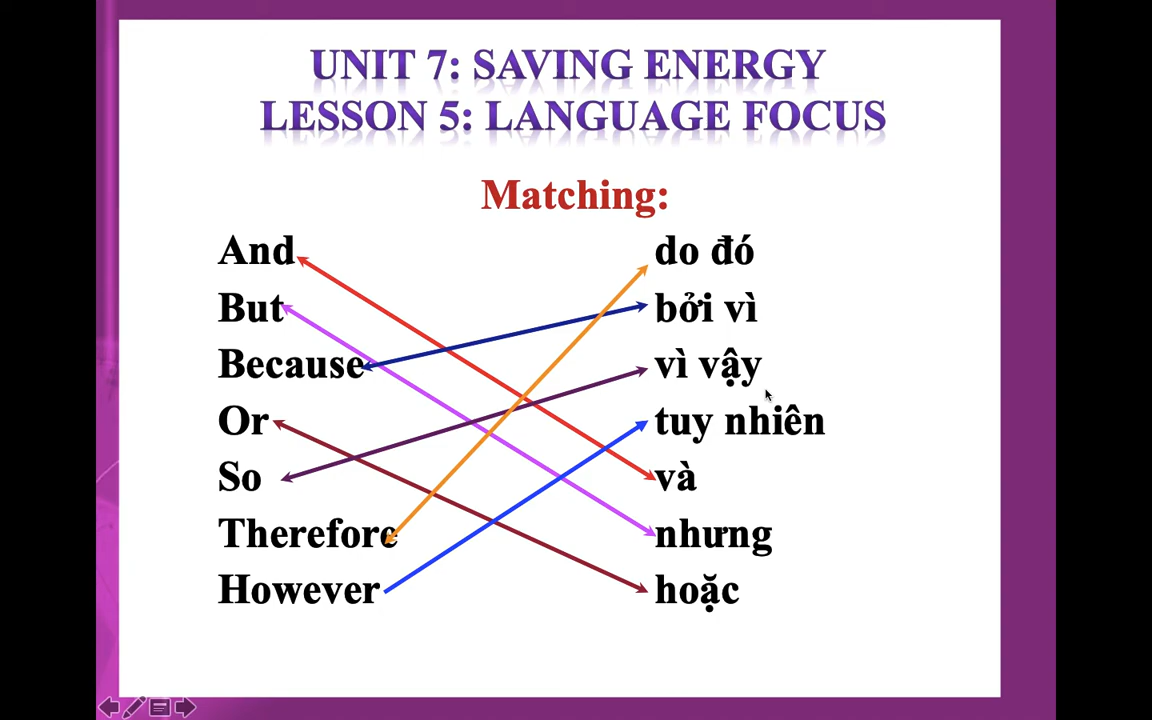 UNIT 7: SAVING ENERGY
LESSON 5: LANGUAGE FOCUS
Matching:
And do đó
But bởi vì
Because vì vậy
Or tuy nhiên
So và
Therefore nhưng
However hoặc